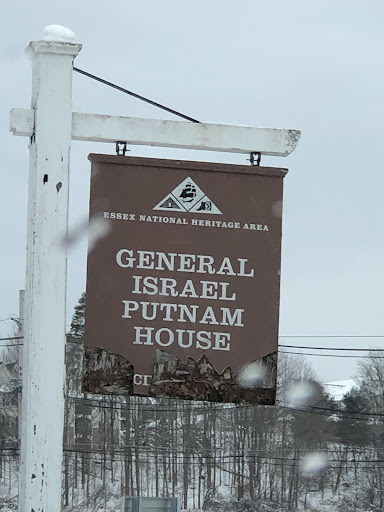 ESSEX NATIONAL HERITAGE AREA
GENERAL
ISRAEL
PUTNAM
HOUSE